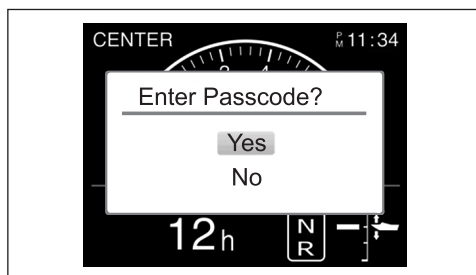 CENTER PM 11:34
Enter Passcode?
Yes
No
12h
N
R